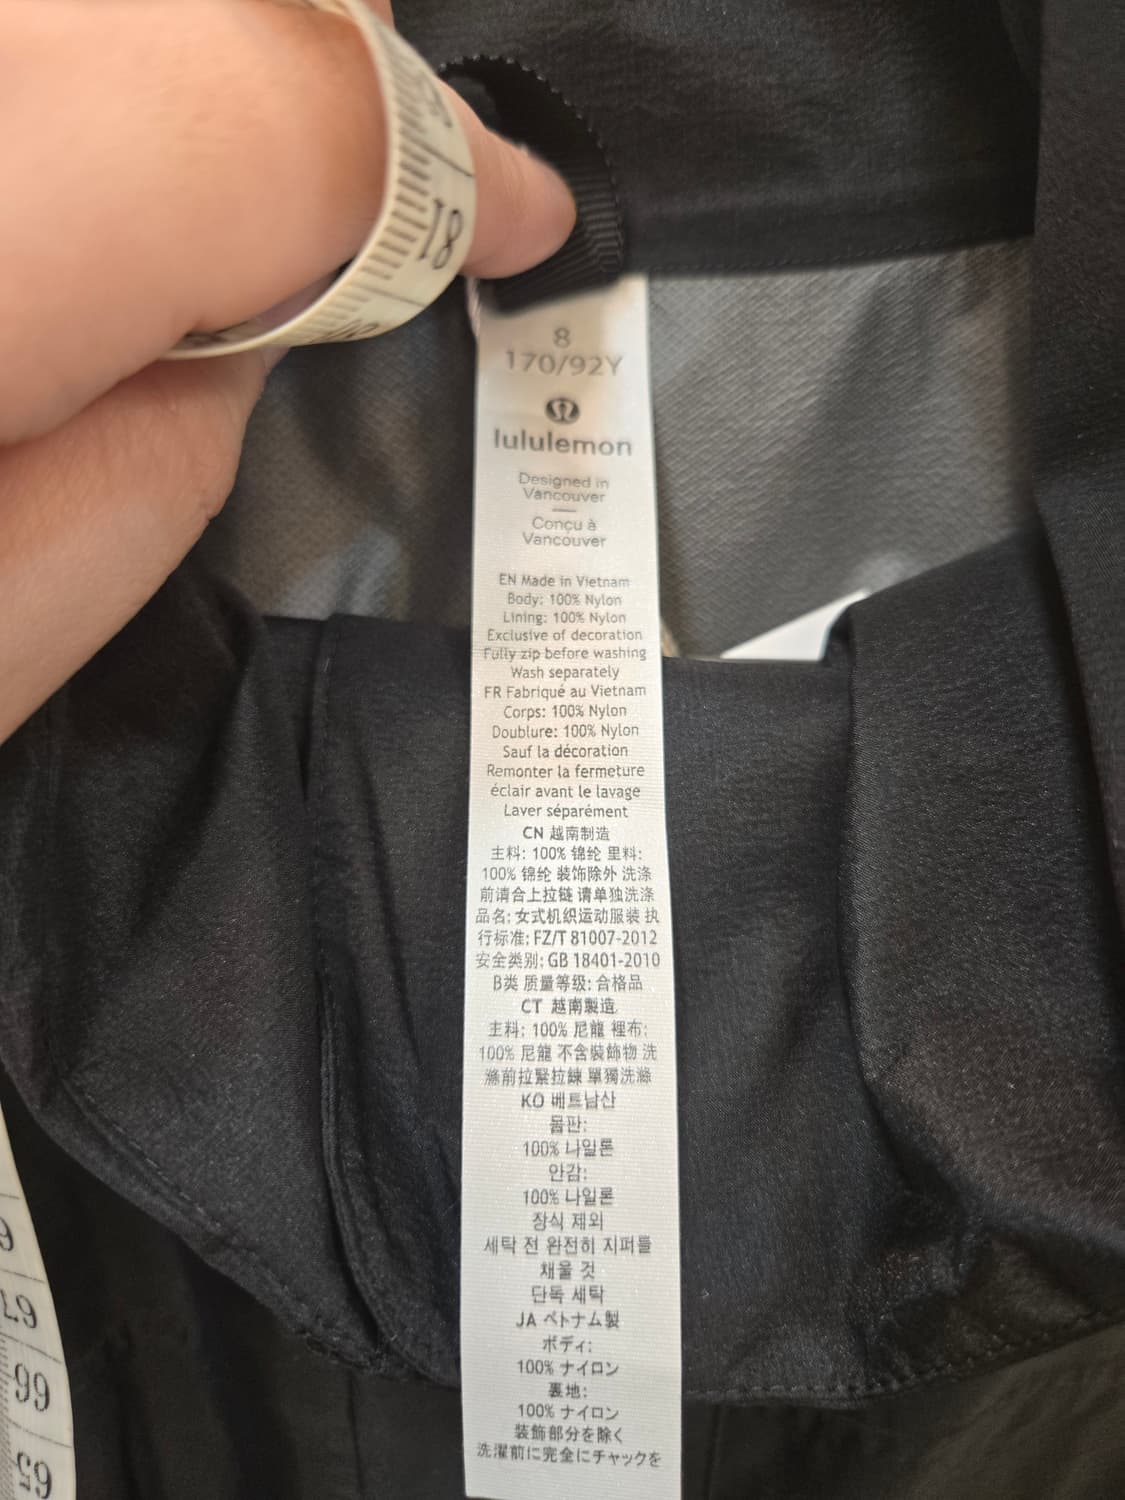 8
170/92Y
lululemon
Designed in
Vancouver
Conçu à
Vancouver
EN Made in Vietnam
Body: 100% Nylon
Lining: 100% Nylon
Exclusive of decoration
Fully zip before washing
Wash separately
FR Fabriqué au Vietnam
Corps: 100% Nylon
Doublure: 100% Nylon
Sauf la décoration
Remonter la fermeture
éclair avant le lavage
Laver séparément
CN 越南制造
主料: 100% 锦纶 里料:
100% 锦纶 装饰除外 洗涤
前请合上拉链 请单独洗涤
品名: 女式机织运动服装 执
行标准: FZ/T 81007-2012
安全类别: GB 18401-2010
B类 质量等级: 合格品
CT 越南製造
主料: 100% 尼龍 裡布:
100% 尼龍 不含裝飾物 洗
滌前拉緊拉鍊 單獨洗滌
KO 베트남산
몸판:
100% 나일론
안감:
100% 나일론
장식 제외
세탁 전 완전히 지퍼를
채울 것
단독 세탁
JA ベトナム製
ボディ:
100% ナイロン
裏地:
100% ナイロン
装飾部分を除く
洗濯前に完全にチャックを
81
67
66
65